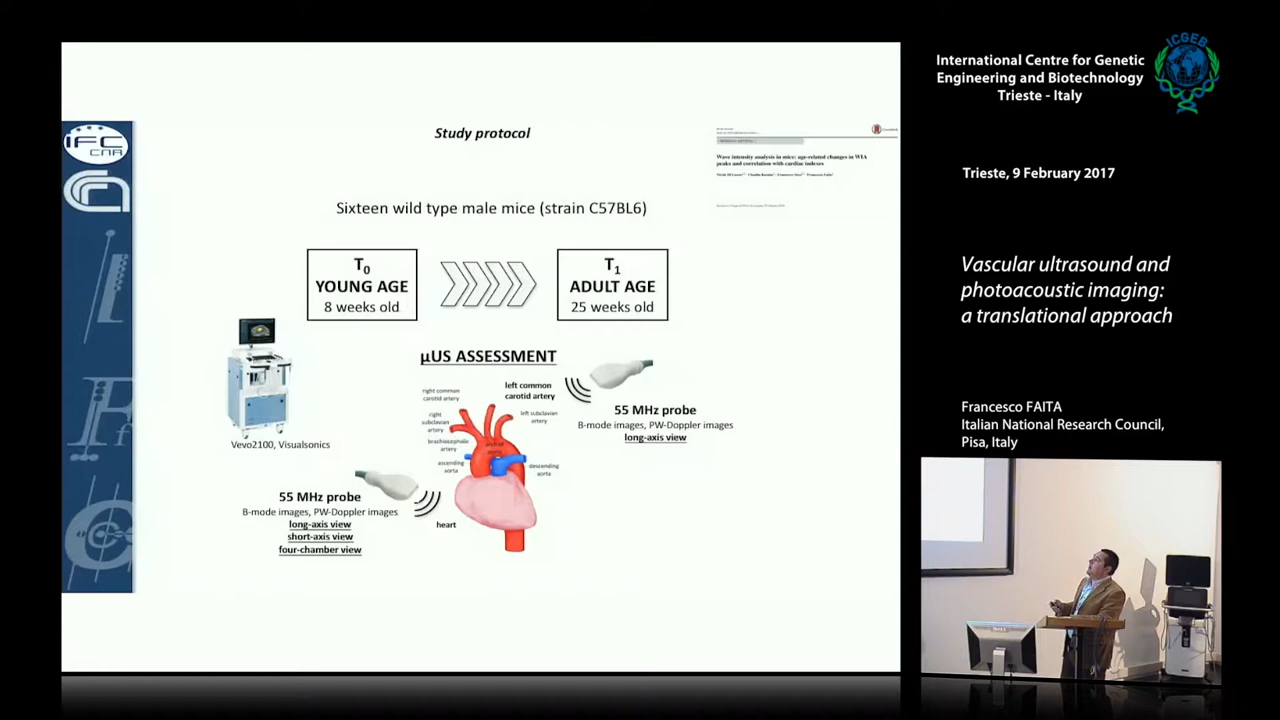 Study protocol
Wave intensity analysis in mice: age-related changes in WIA
peaks and correlation with cardiac indexes
Sixteen wild type male mice (strain C57BL6)
T0
YOUNG AGE
8 weeks old
T1
ADULT AGE
25 weeks old
µUS ASSESSMENT
right common
carotid artery
left common
carotid artery
right
subclavian
artery
left subclavian
artery
brachiocephalic
artery
arch of
aorta
ascending
aorta
descending
aorta
heart
55 MHz probe
B-mode images, PW-Doppler images
long-axis view
Vevo2100, Visualsonics
55 MHz probe
B-mode images, PW-Doppler images
long-axis view
short-axis view
four-chamber view
IFC
CNR
ICGEB
International Centre for Genetic
Engineering and Biotechnology
Trieste - Italy
Trieste, 9 February 2017
Vascular ultrasound and
photoacoustic imaging:
a translational approach
Francesco FAITA
Italian National Research Council,
Pisa, Italy